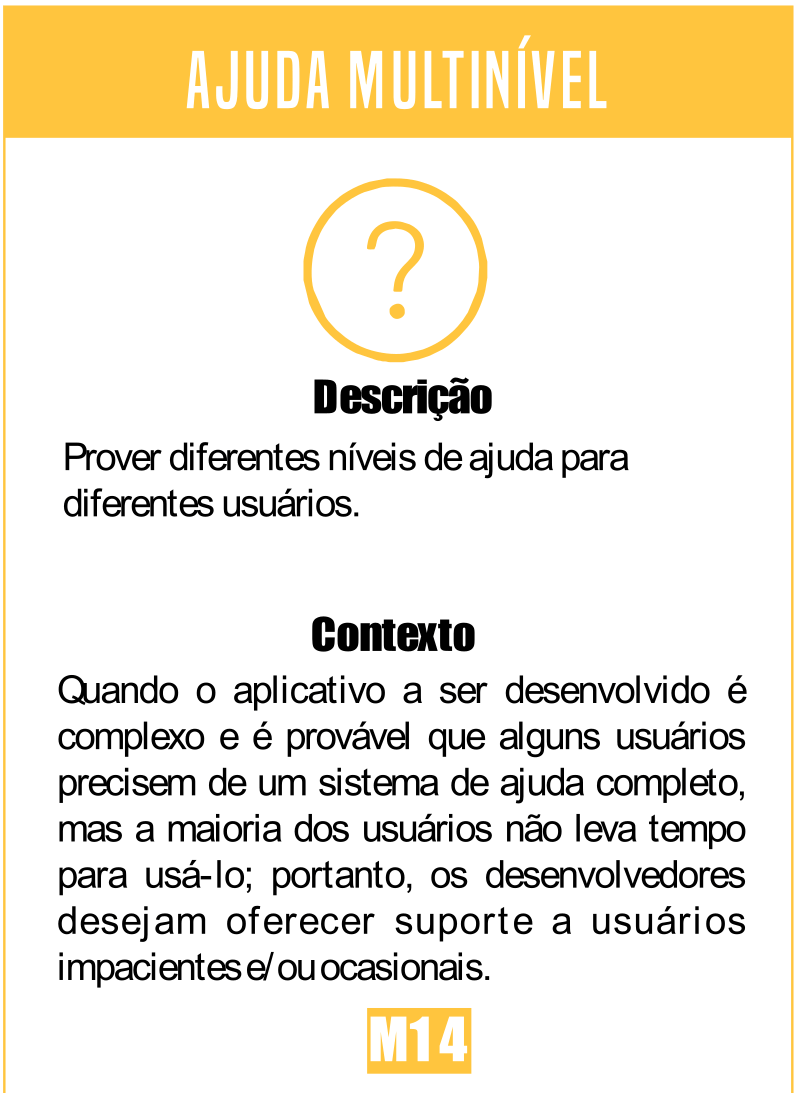 AJUDA MULTINÍVEL
?
Descrição
Prover diferentes níveis de ajuda para
diferentes usuários.
Contexto
Quando o aplicativo a ser desenvolvido é
complexo e é provável que alguns usuários
precisem de um sistema de ajuda completo,
mas a maioria dos usuários não leva tempo
para usá-lo; portanto, os desenvolvedores
desejam oferecer suporte a usuários
impacientes e/ou ocasionais.
M14